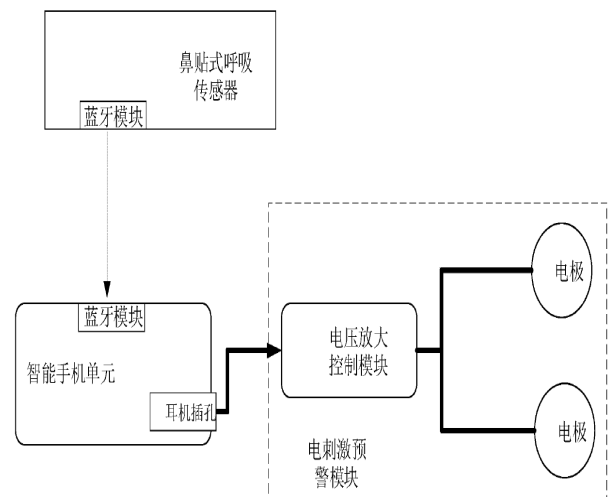 鼻贴式呼吸
传感器
蓝牙模块
蓝牙模块
智能手机单元
耳机插孔
电压放大
控制模块
电极
电极
电刺激预
警模块